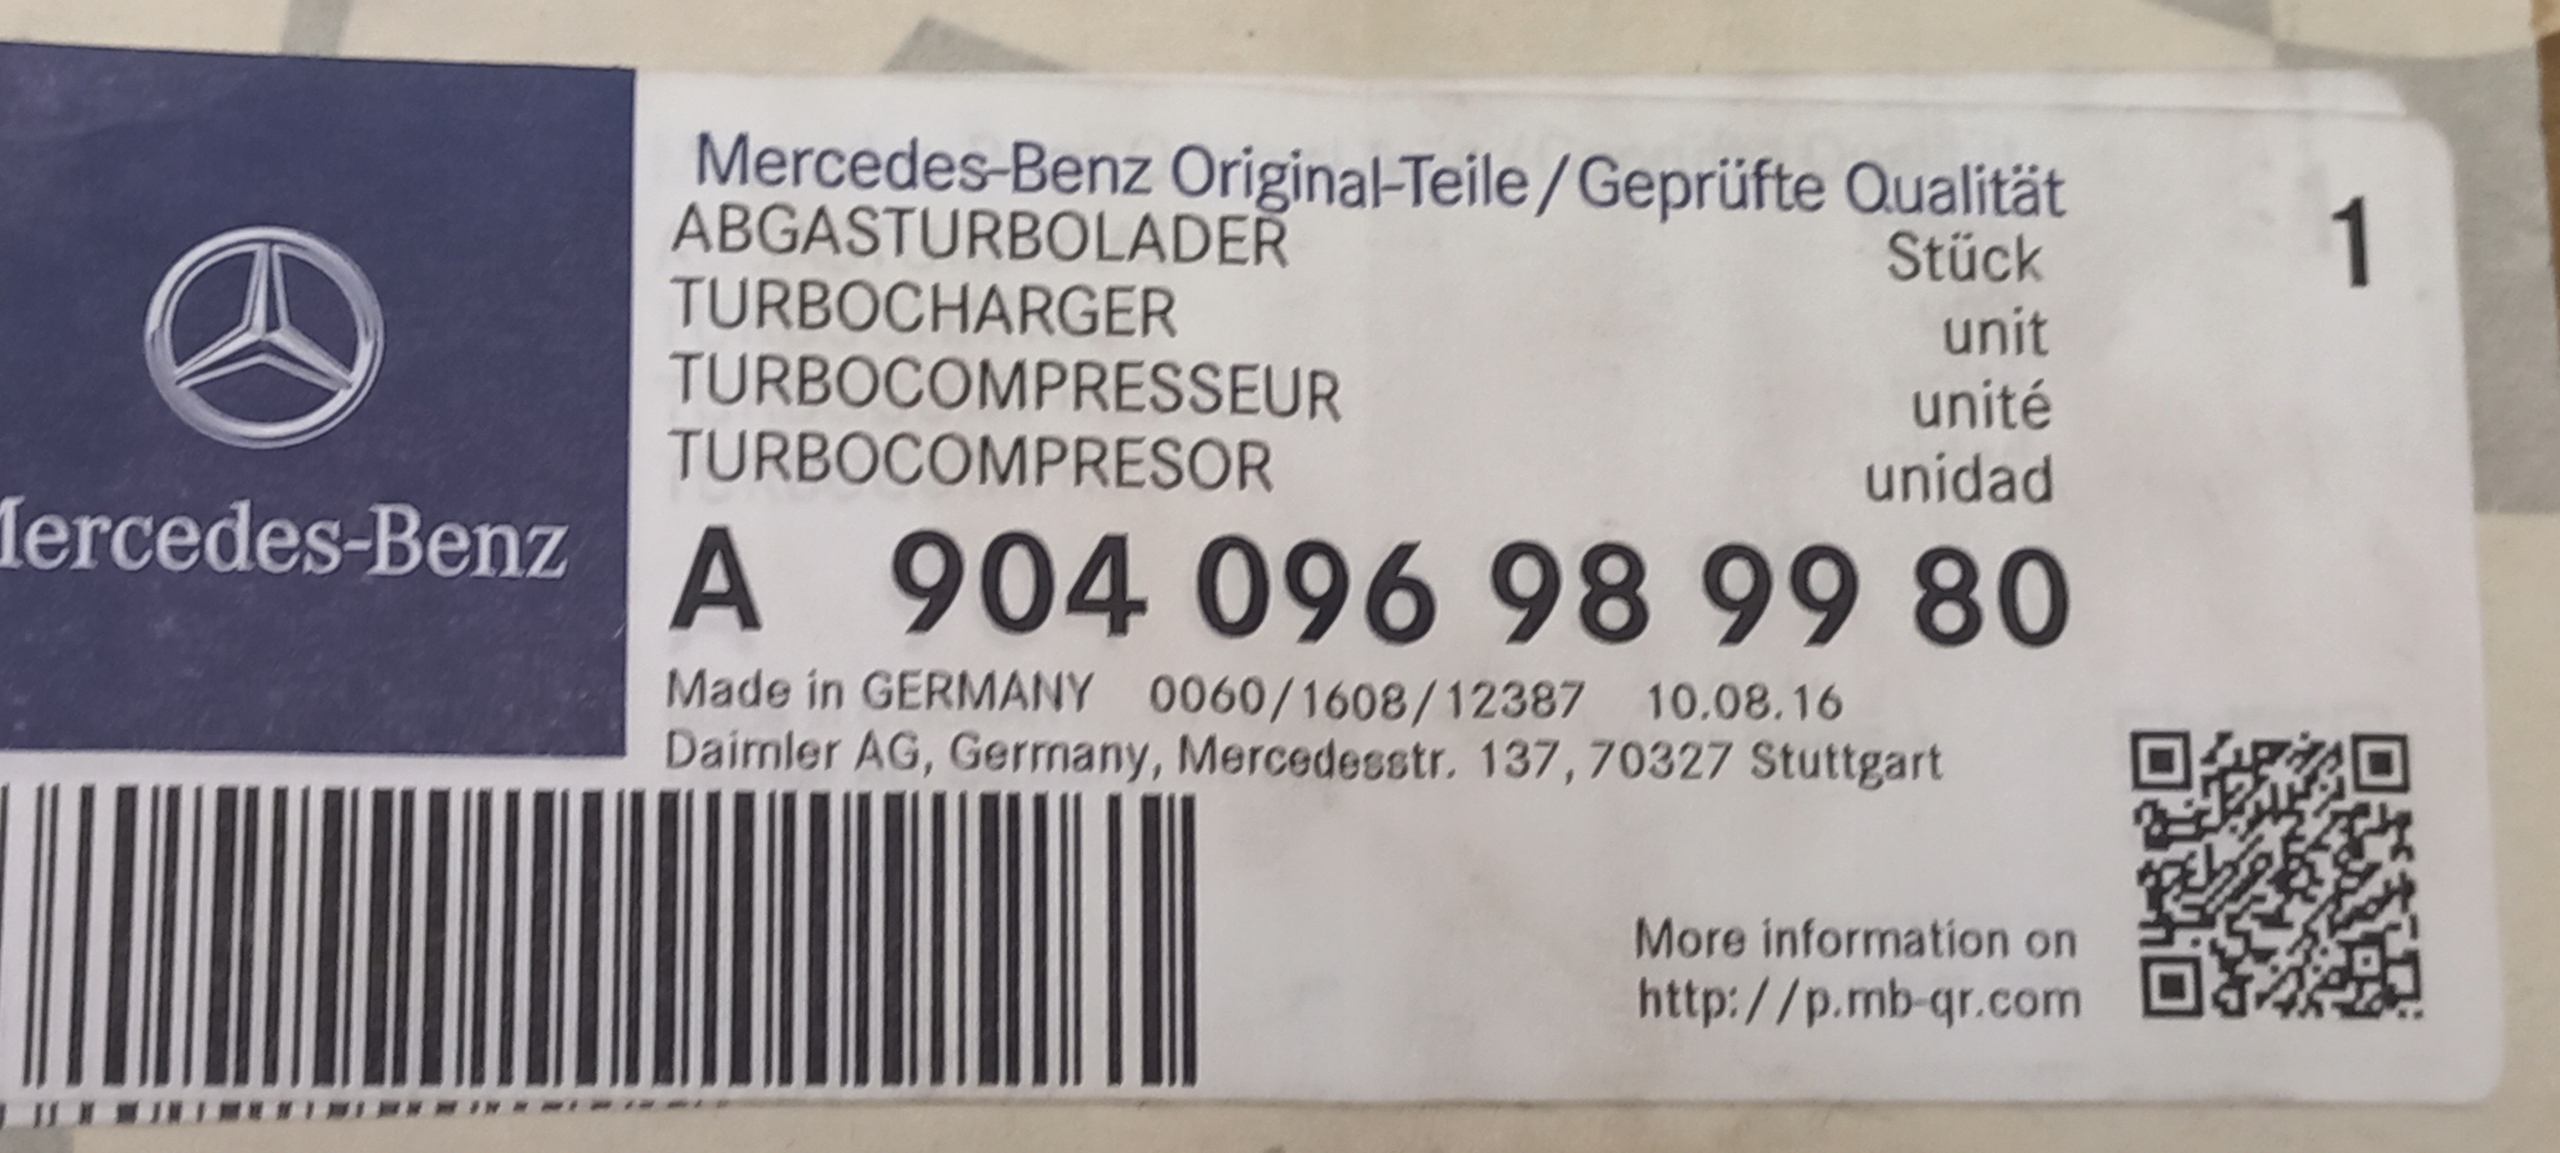 Mercedes-Benz
Mercedes-Benz Original-Teile/Geprüfte Qualität
ABGASTURBOLADER Stück 1
TURBOCHARGER unit
TURBOCOMPRESSEUR unité
TURBOCOMPRESOR unidad
A 904 096 98 99 80
Made in GERMANY 0060/1608/12387 10.08.16
Daimler AG, Germany, Mercedesstr. 137, 70327 Stuttgart
More information on
http://p.mb-qr.com